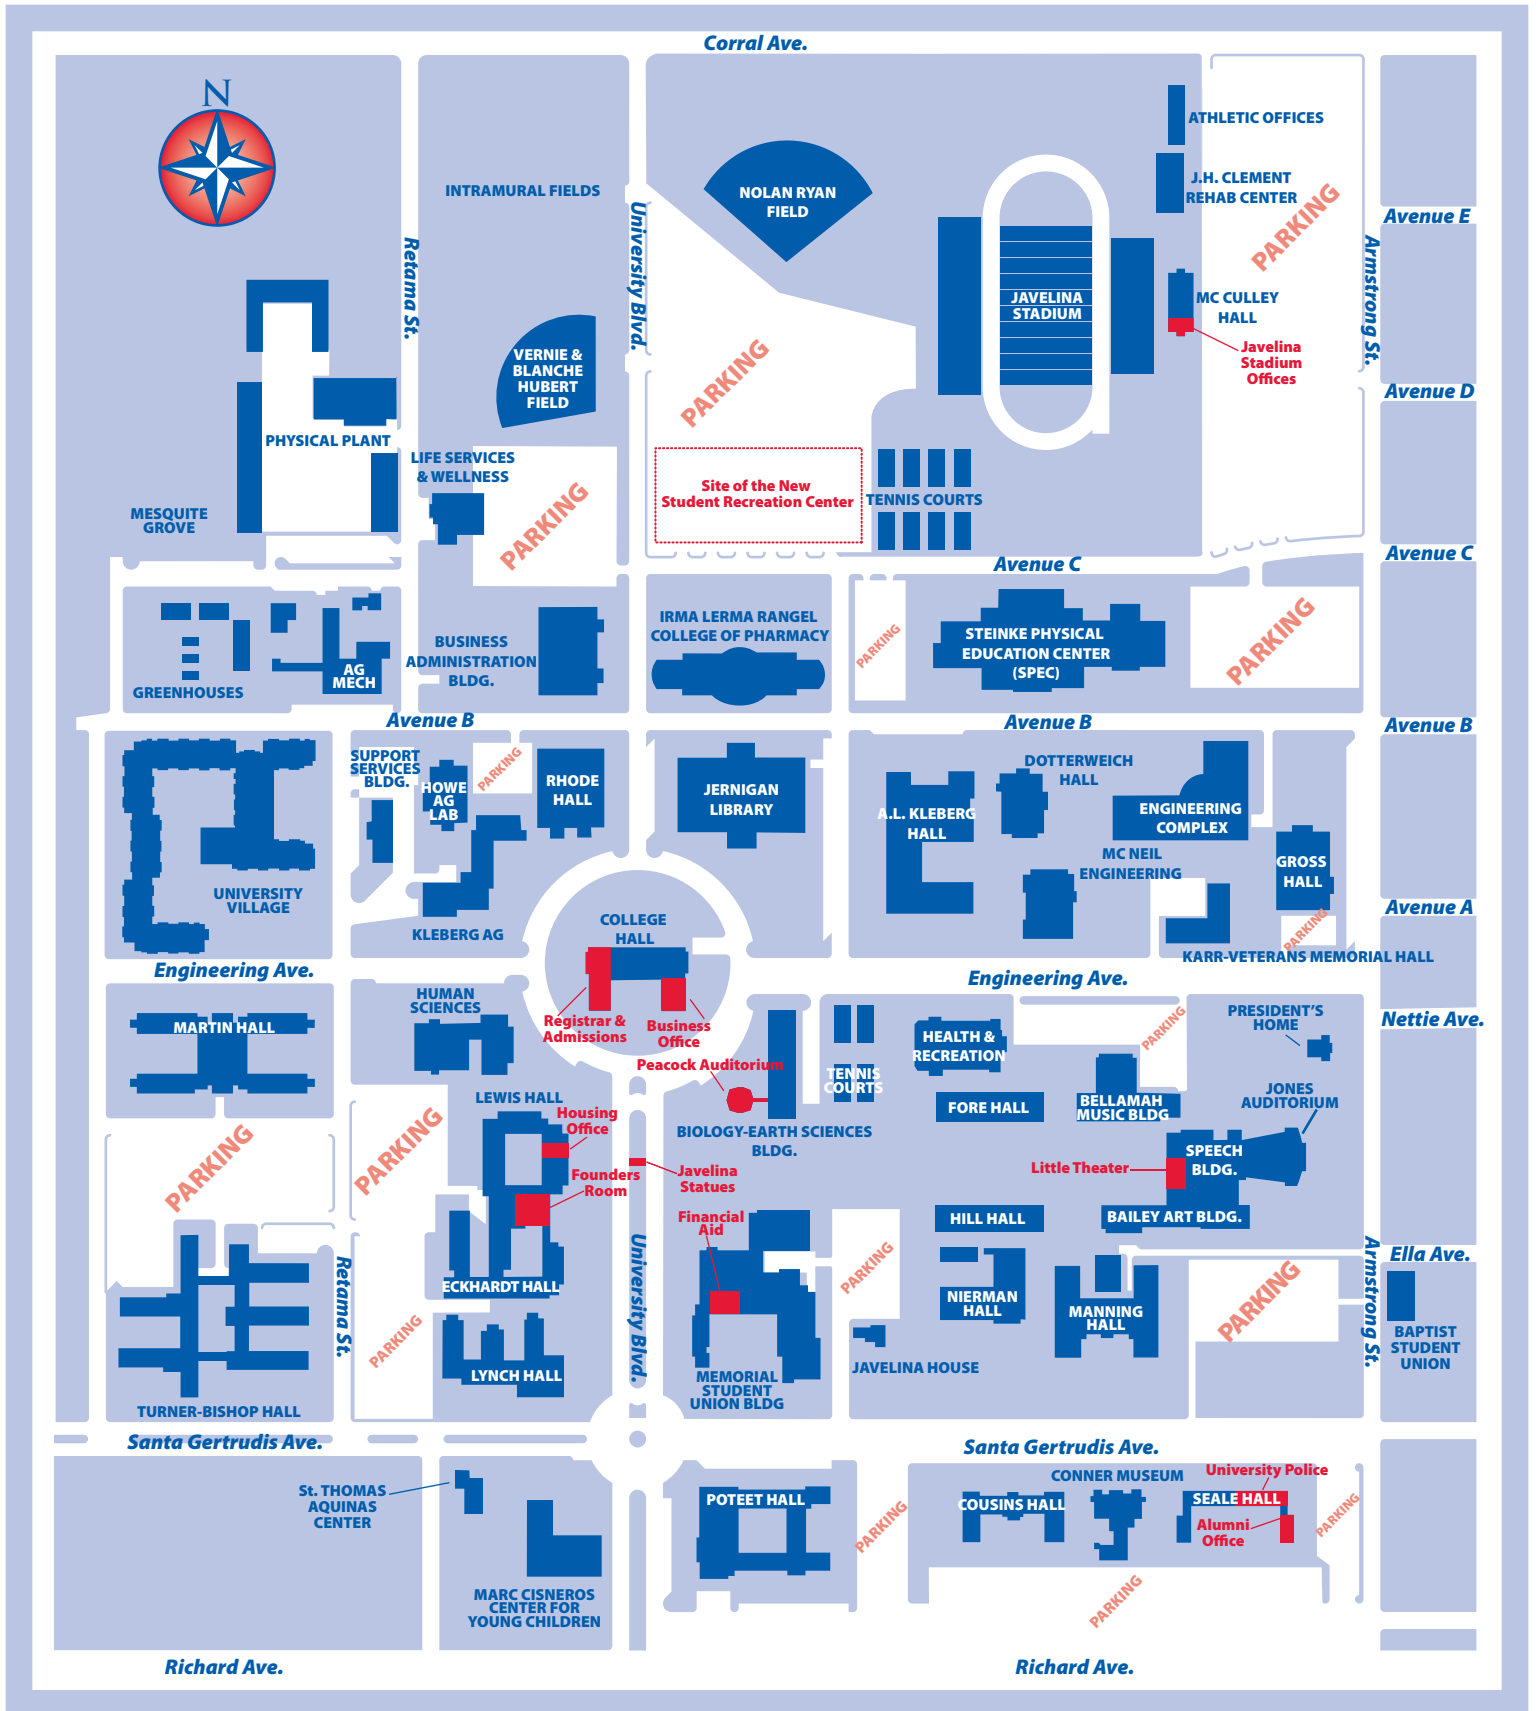 Corral Ave.
N
ATHLETIC OFFICES
J.H. CLEMENT
REHAB CENTER
PARKING
INTRAMURAL FIELDS
NOLAN RYAN
FIELD
University Blvd.
Avenue E
Retama St.
Armstrong St.
JAVELINA
STADIUM
MC CULLEY
HALL
Javelina
Stadium
Offices
VERNIE &
BLANCHE
HUBERT
FIELD
PARKING
Avenue D
PHYSICAL PLANT
LIFE SERVICES
& WELLNESS
PARKING
Site of the New
Student Recreation Center
TENNIS COURTS
MESQUITE
GROVE
Avenue C
Avenue C
GREENHOUSES
AG
MECH
BUSINESS
ADMINISTRATION
BLDG.
IRMA LERMA RANGEL
COLLEGE OF PHARMACY
PARKING
STEINKE PHYSICAL
EDUCATION CENTER
(SPEC)
PARKING
Avenue B
Avenue B
Avenue B
SUPPORT
SERVICES
BLDG.
HOWE
AG
LAB
PARKING
RHODE
HALL
JERNIGAN
LIBRARY
A.L. KLEBERG
HALL
DOTTERWEICH
HALL
ENGINEERING
COMPLEX
MC NEIL
ENGINEERING
GROSS
HALL
UNIVERSITY
VILLAGE
KLEBERG AG
COLLEGE
HALL
Avenue A
PARKING
KARR-VETERANS MEMORIAL HALL
Engineering Ave.
Engineering Ave.
MARTIN HALL
HUMAN
SCIENCES
Registrar &
Admissions
Business
Office
Peacock Auditorium
TENNIS
COURTS
HEALTH &
RECREATION
PARKING
PRESIDENT'S
HOME
Nettie Ave.
LEWIS HALL
Housing
Office
BIOLOGY-EARTH SCIENCES
BLDG.
FORE HALL
BELLAMAH
MUSIC BLDG
JONES
AUDITORIUM
PARKING
PARKING
Founders
Room
Javelina
Statues
Little Theater
SPEECH
BLDG.
Financial
Aid
HILL HALL
BAILEY ART BLDG.
Retama St.
University Blvd.
PARKING
Armstrong St.
Ella Ave.
ECKHARDT HALL
NIERMAN
HALL
MANNING
HALL
PARKING
PARKING
LYNCH HALL
MEMORIAL
STUDENT
UNION BLDG
JAVELINA HOUSE
BAPTIST
STUDENT
UNION
TURNER-BISHOP HALL
Santa Gertrudis Ave.
Santa Gertrudis Ave.
St. THOMAS
AQUINAS
CENTER
POTEET HALL
PARKING
COUSINS HALL
CONNER MUSEUM
University Police
SEALE HALL
Alumni
Office
PARKING
MARC CISNEROS
CENTER FOR
YOUNG CHILDREN
PARKING
Richard Ave.
Richard Ave.